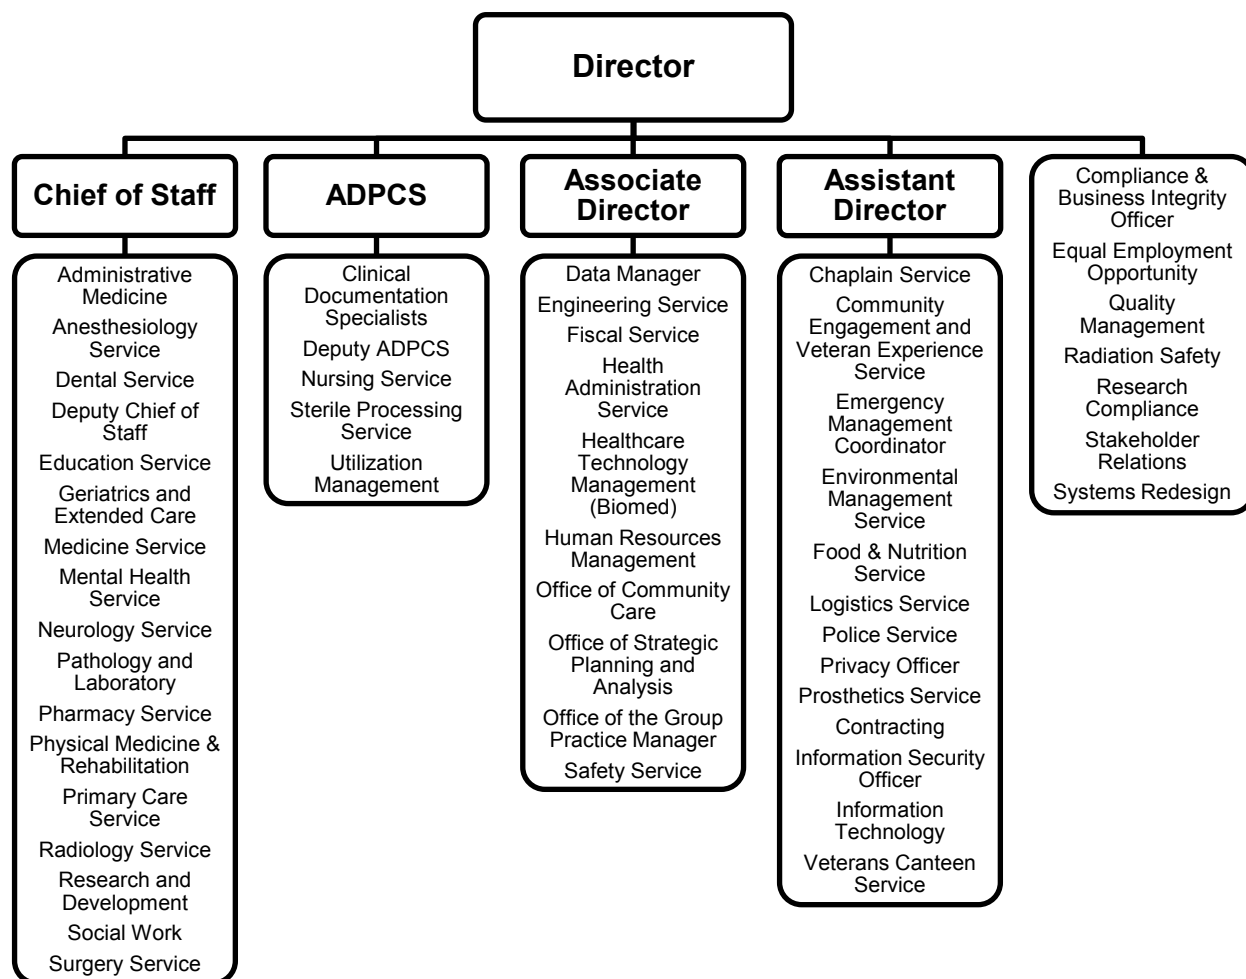 Director
Chief of Staff
Administrative
Medicine
Anesthesiology
Service
Dental Service
Deputy Chief of
Staff
Education Service
Geriatrics and
Extended Care
Medicine Service
Mental Health
Service
Neurology Service
Pathology and
Laboratory
Pharmacy Service
Physical Medicine &
Rehabilitation
Primary Care
Service
Radiology Service
Research and
Development
Social Work
Surgery Service
ADPCS
Clinical
Documentation
Specialists
Deputy ADPCS
Nursing Service
Sterile Processing
Service
Utilization
Management
Associate
Director
Data Manager
Engineering Service
Fiscal Service
Health
Administration
Service
Healthcare
Technology
Management
(Biomed)
Human Resources
Management
Office of Community
Care
Office of Strategic
Planning and
Analysis
Office of the Group
Practice Manager
Safety Service
Assistant
Director
Chaplain Service
Community
Engagement and
Veteran Experience
Service
Emergency
Management
Coordinator
Environmental
Management
Service
Food & Nutrition
Service
Logistics Service
Police Service
Privacy Officer
Prosthetics Service
Contracting
Information Security
Officer
Information
Technology
Veterans Canteen
Service
Compliance &
Business Integrity
Officer
Equal Employment
Opportunity
Quality
Management
Radiation Safety
Research
Compliance
Stakeholder
Relations
Systems Redesign